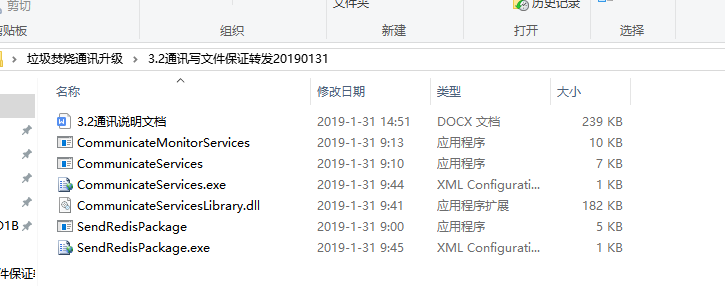 剪切
文件夹
历史记录
剪贴板
组织
新建
打开
选择
垃圾焚烧通讯升级 > 3.2通讯写文件保证转发20190131
名称 修改日期 类型 大小
3.2通讯说明文档 2019-1-31 14:51 DOCX 文档 239 KB
CommunicateMonitorServices 2019-1-31 9:13 应用程序 10 KB
CommunicateServices 2019-1-31 9:10 应用程序 7 KB
CommunicateServices.exe 2019-1-31 9:44 XML Configurati... 1 KB
CommunicateServicesLibrary.dll 2019-1-31 9:41 应用程序扩展 182 KB
SendRedisPackage 2019-1-31 9:00 应用程序 5 KB
D1B
SendRedisPackage.exe 2019-1-31 9:45 XML Configurati... 1 KB
件保证转